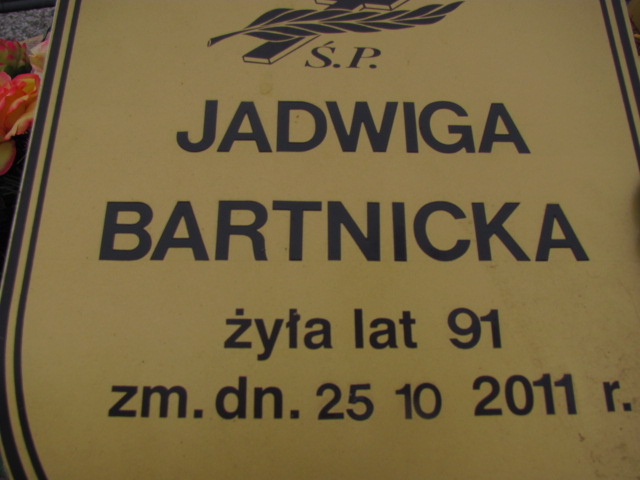 Ś.P.
JADWIGA
BARTNICKA
żyła lat 91
zm. dn. 25 10 2011 r.